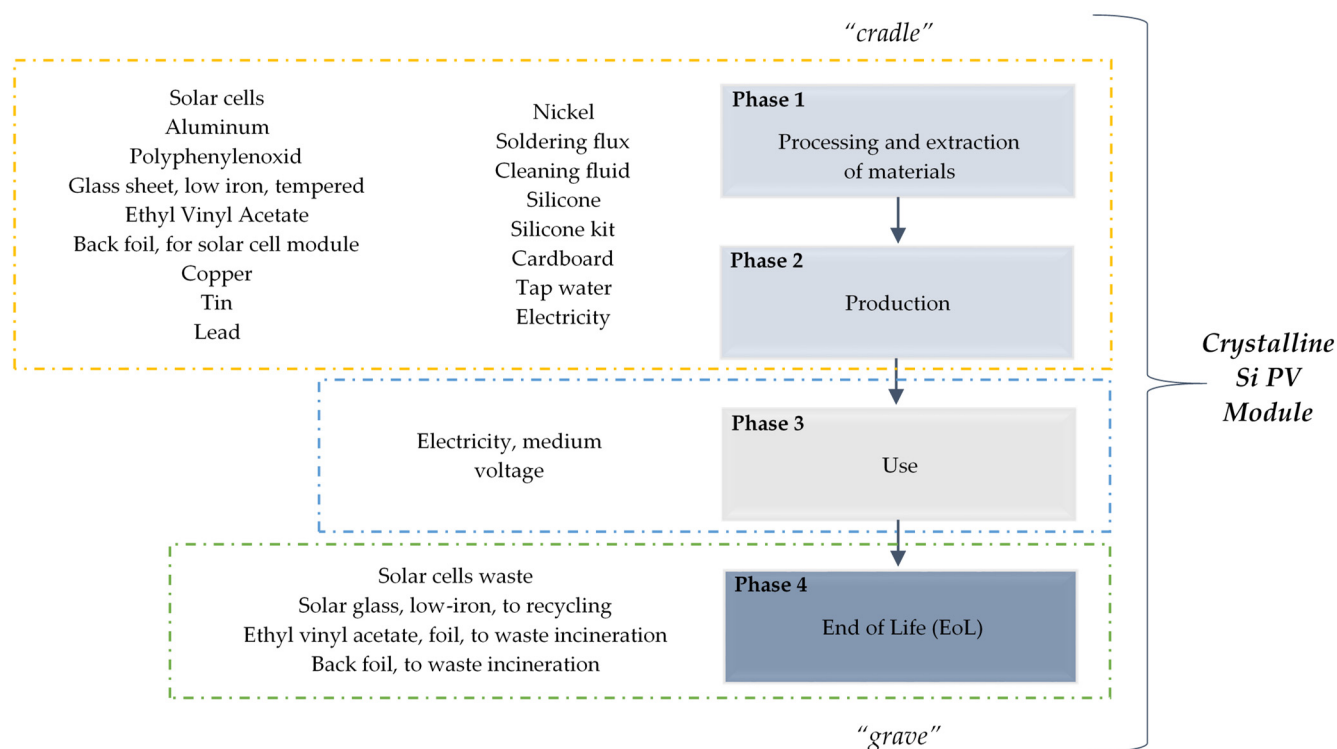 “cradle”
Solar cells
Aluminum
Polyphenylenoxid
Glass sheet, low iron, tempered
Ethyl Vinyl Acetate
Back foil, for solar cell module
Copper
Tin
Lead
Nickel
Soldering flux
Cleaning fluid
Silicone
Silicone kit
Cardboard
Tap water
Electricity
Phase 1
Processing and extraction
of materials
Phase 2
Production
Electricity, medium
voltage
Phase 3
Use
Solar cells waste
Solar glass, low-iron, to recycling
Ethyl vinyl acetate, foil, to waste incineration
Back foil, to waste incineration
Phase 4
End of Life (EoL)
“grave”
Crystalline
Si PV
Module